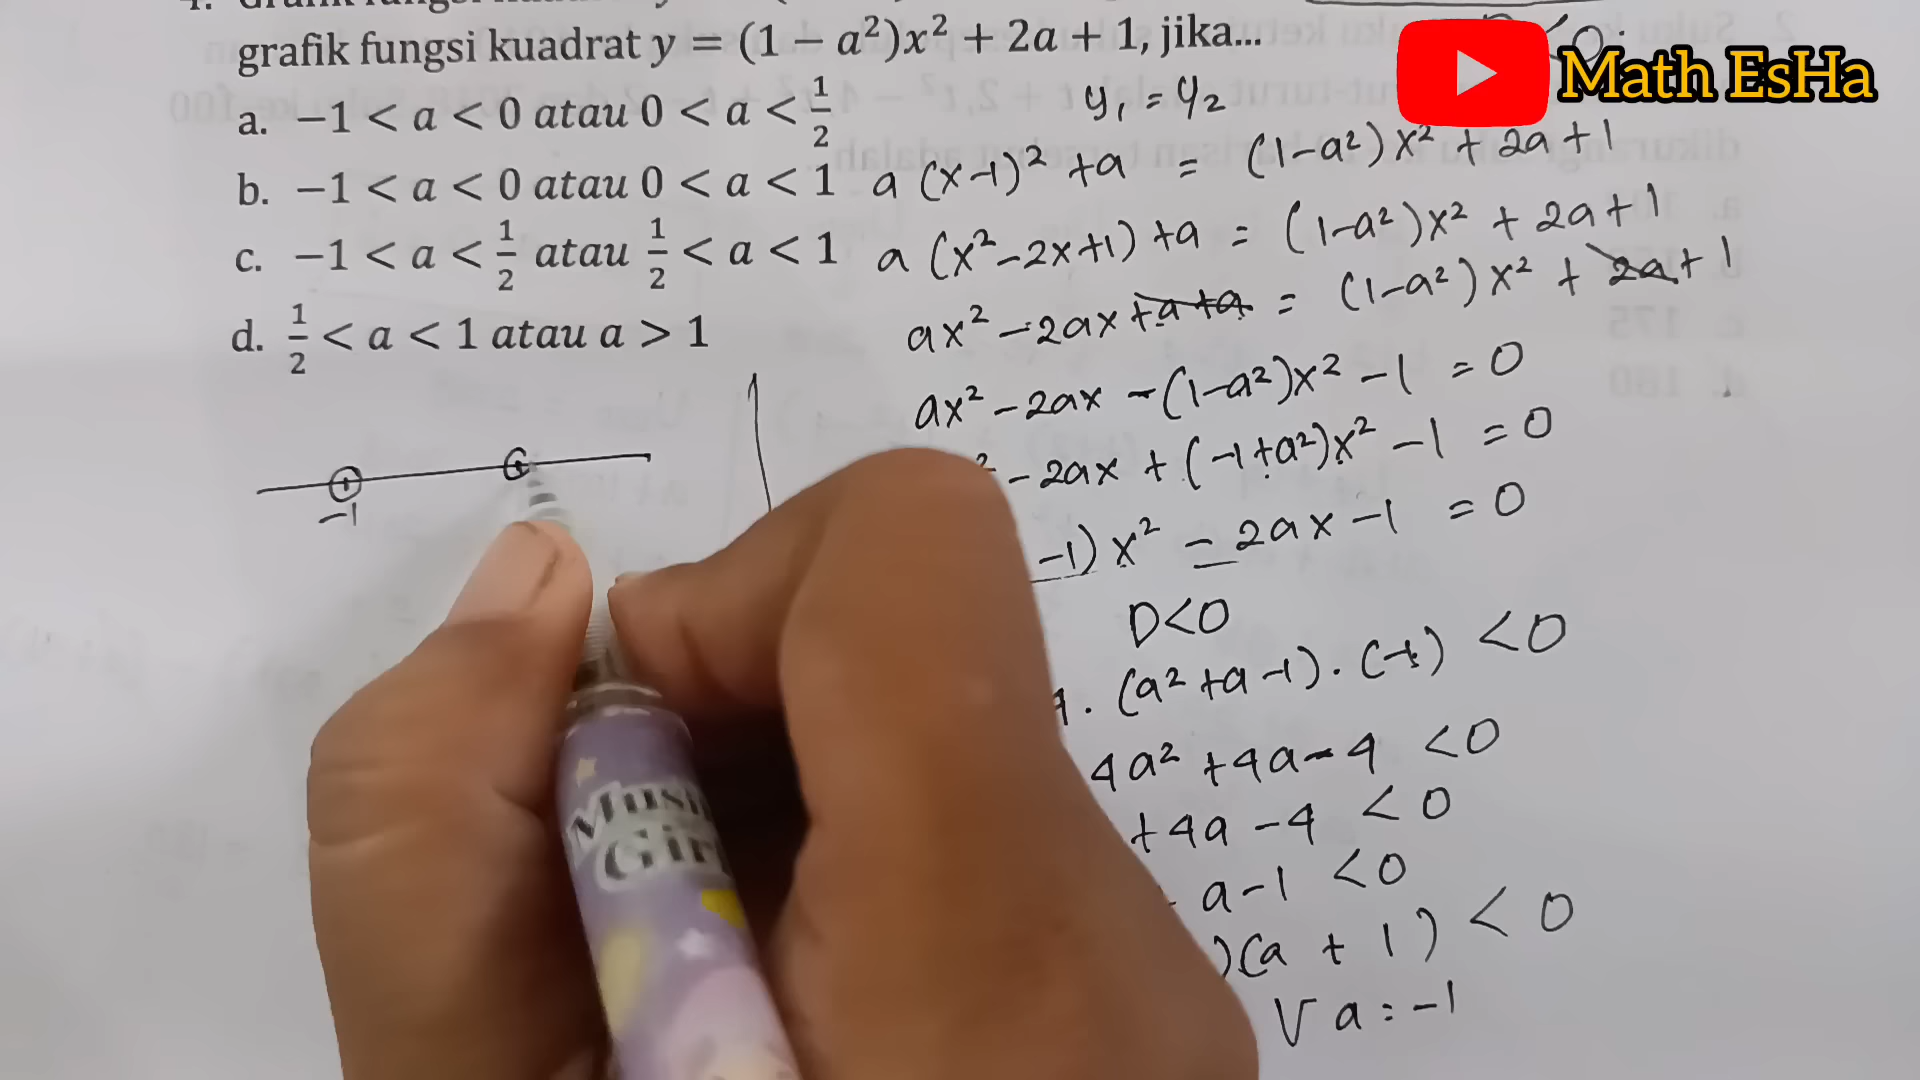 grafik fungsi kuadrat y = (1 − a²)x² + 2a + 1, jika...
a. −1 < a < 0 atau 0 < a < 1/2
b. −1 < a < 0 atau 0 < a < 1
c. −1 < a < 1/2 atau 1/2 < a < 1
d. 1/2 < a < 1 atau a > 1
−1
<0
Math EsHa
y₁ = y₂
a (x−1)² +a = (1−a²)x² + 2a+1
a (x²−2x+1) +a = (1−a²)x² + 2a+1
ax² −2ax +a+a = (1−a²)x² + 2a+1
ax² −2ax −(1−a²)x² −1 = 0
² − 2ax + (−1+a²)x² −1 = 0
−1)x² − 2ax −1 = 0
D<0
. (a² +a −1) . (−1) <0
4a² +4a−4 <0
+4a −4 <0
a−1 <0
)(a + 1) < 0
V a = −1